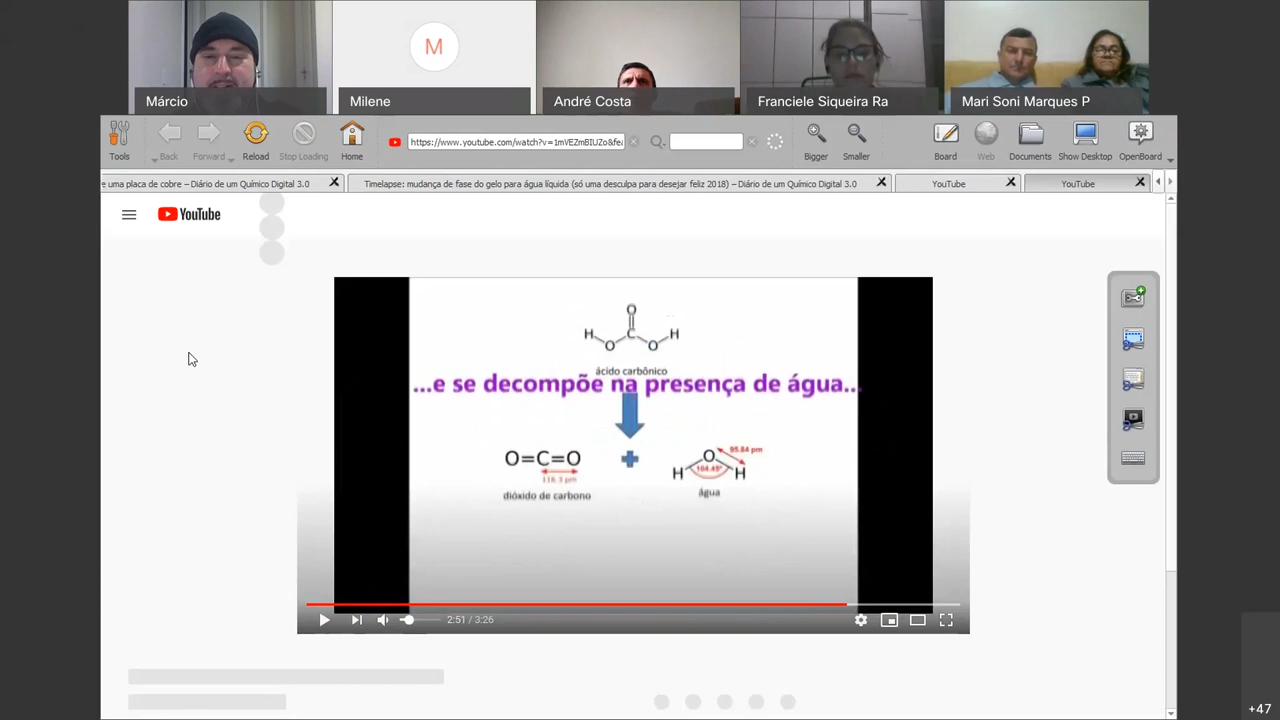 M
Márcio
Milene
André Costa
Franciele Siqueira Ra
Mari Soni Marques P
https://www.youtube.com/watch?v=1mVEZmBIUZo&fea
Tools
Back
Forward
Reload
Stop Loading
Home
Bigger
Smaller
Board
Web
Documents
Show Desktop
OpenBoard
e uma placa de cobre – Diário de um Químico Digital 3.0
Timelapse: mudança de fase do gelo para água líquida (só uma desculpa para desejar feliz 2018) – Diário de um Químico Digital 3.0
YouTube
YouTube
YouTube
O
H C H
O O
ácido carbônico
...e se decompõe na presença de água...
O=C=O
116.3 pm
dióxido de carbono
O
95.84 pm
H 104.45° H
água
2:51 / 3:26
+47